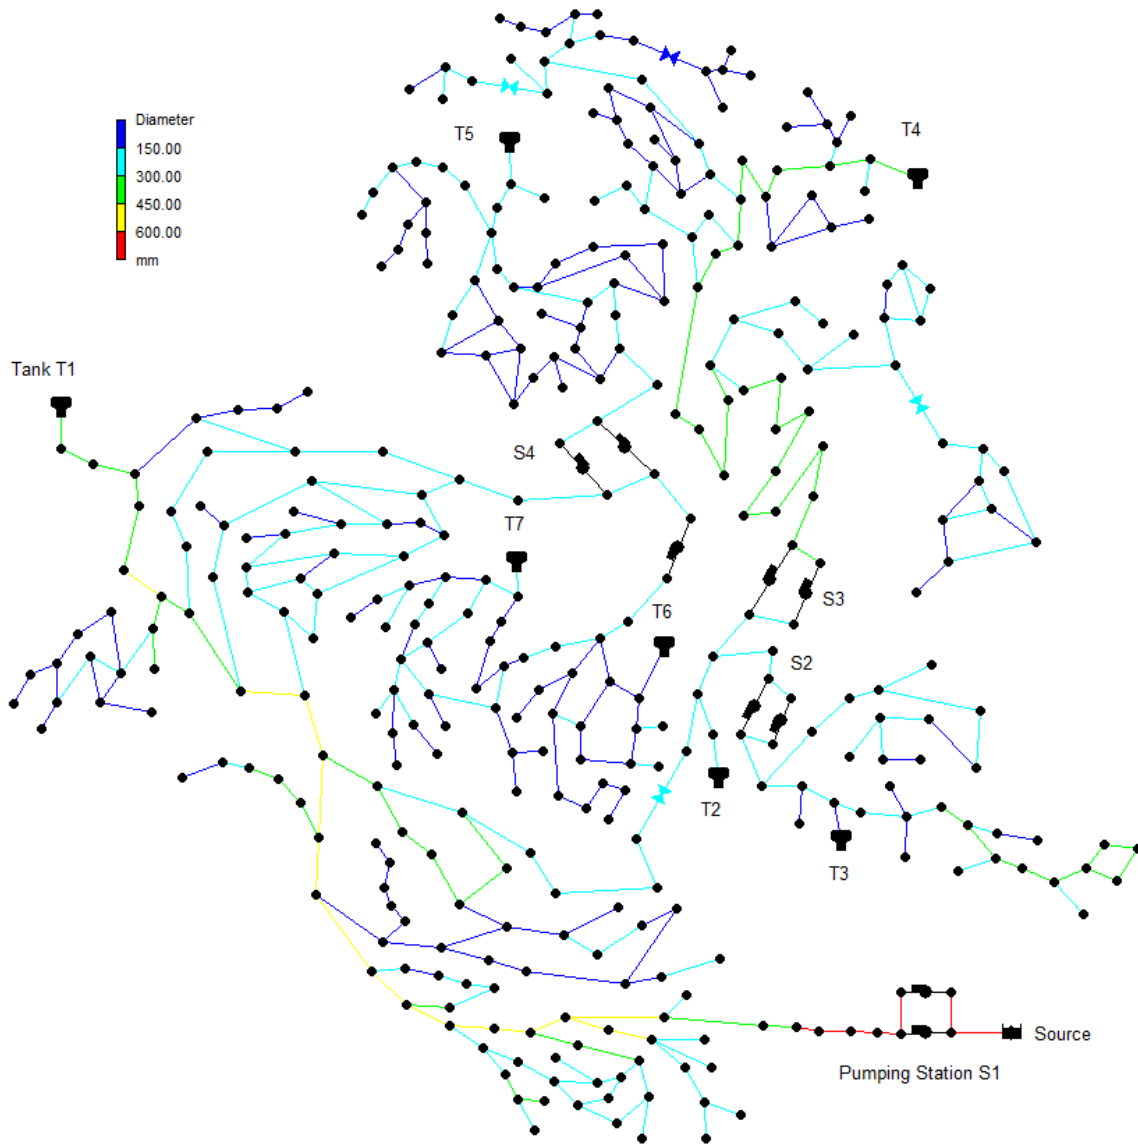 Diameter
150.00
300.00
450.00
600.00
mm
T5
T4
Tank T1
S4
T7
T6
S3
S2
T2
T3
Source
Pumping Station S1